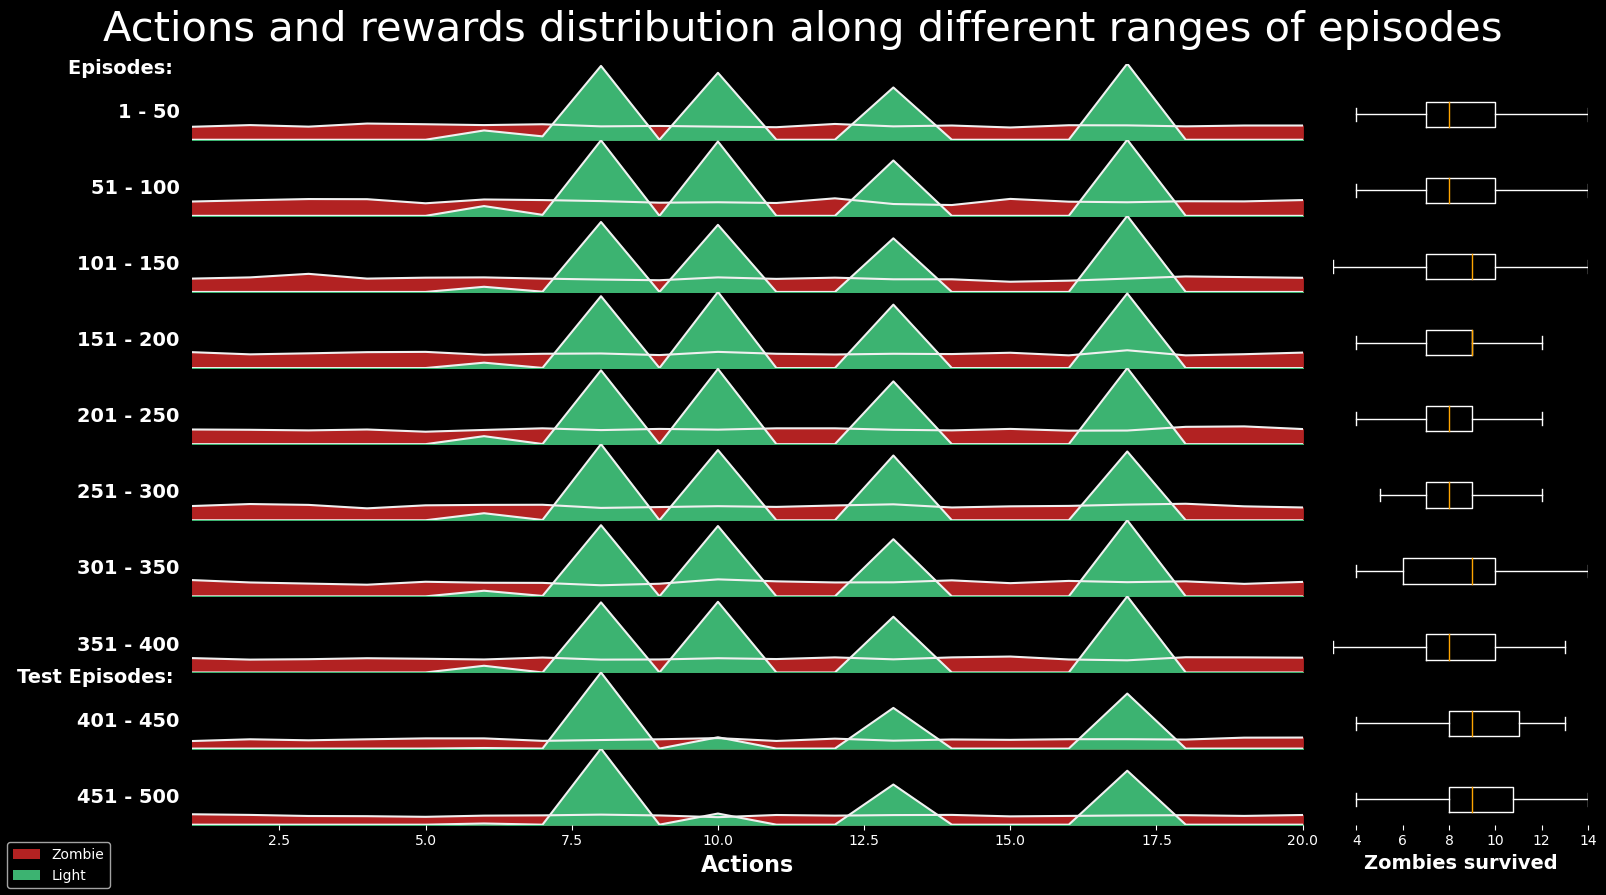 Actions and rewards distribution along different ranges of episodes
Episodes:
1 - 50
51 - 100
101 - 150
151 - 200
201 - 250
251 - 300
301 - 350
351 - 400
Test Episodes:
401 - 450
451 - 500
2.5 5.0 7.5 10.0 12.5 15.0 17.5 20.0
Actions
4 6 8 10 12 14
Zombies survived
Zombie
Light